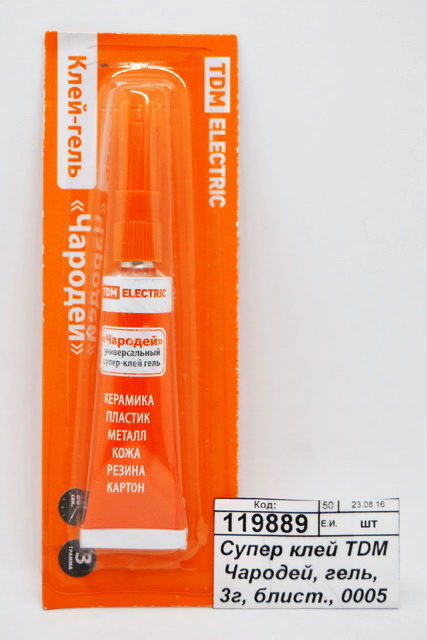 Клей-гель
«Чародей»
TDM ELECTRIC
TDM ELECTRIC
«Чародей»
универсальный
супер-клей гель
КЕРАМИКА
ПЛАСТИК
МЕТАЛЛ
КОЖА
РЕЗИНА
КАРТОН
3
ГРАММА
Код: 50 23.08.16
119889 Е.И. шт
Супер клей TDM
Чародей, гель,
3г, блист., 0005